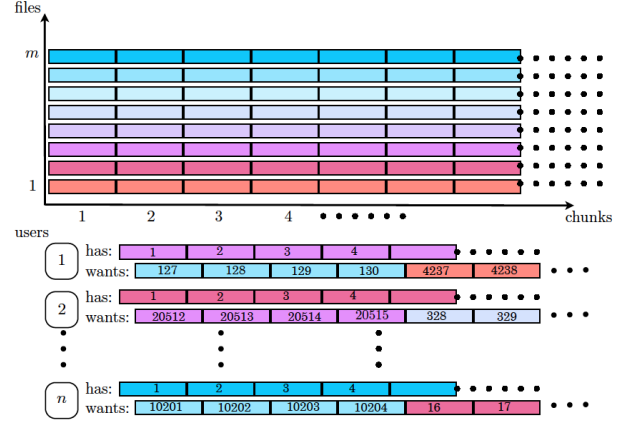 files
m
1
1 2 3 4
chunks
users
1
has: 1 2 3 4
wants: 127 128 129 130 4237 4238
2
has: 1 2 3 4
wants: 20512 20513 20514 20515 328 329
n
has: 1 2 3 4
wants: 10201 10202 10203 10204 16 17